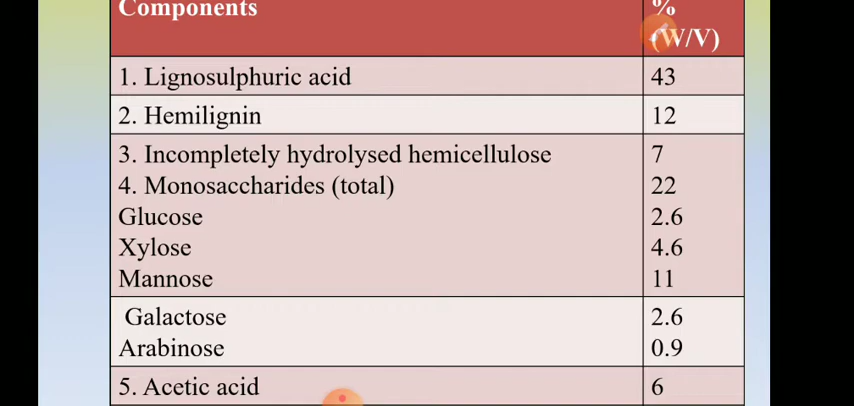 Components %
(W/V)
1. Lignosulphuric acid 43
2. Hemilignin 12
3. Incompletely hydrolysed hemicellulose 7
4. Monosaccharides (total) 22
Glucose 2.6
Xylose 4.6
Mannose 11
Galactose 2.6
Arabinose 0.9
5. Acetic acid 6